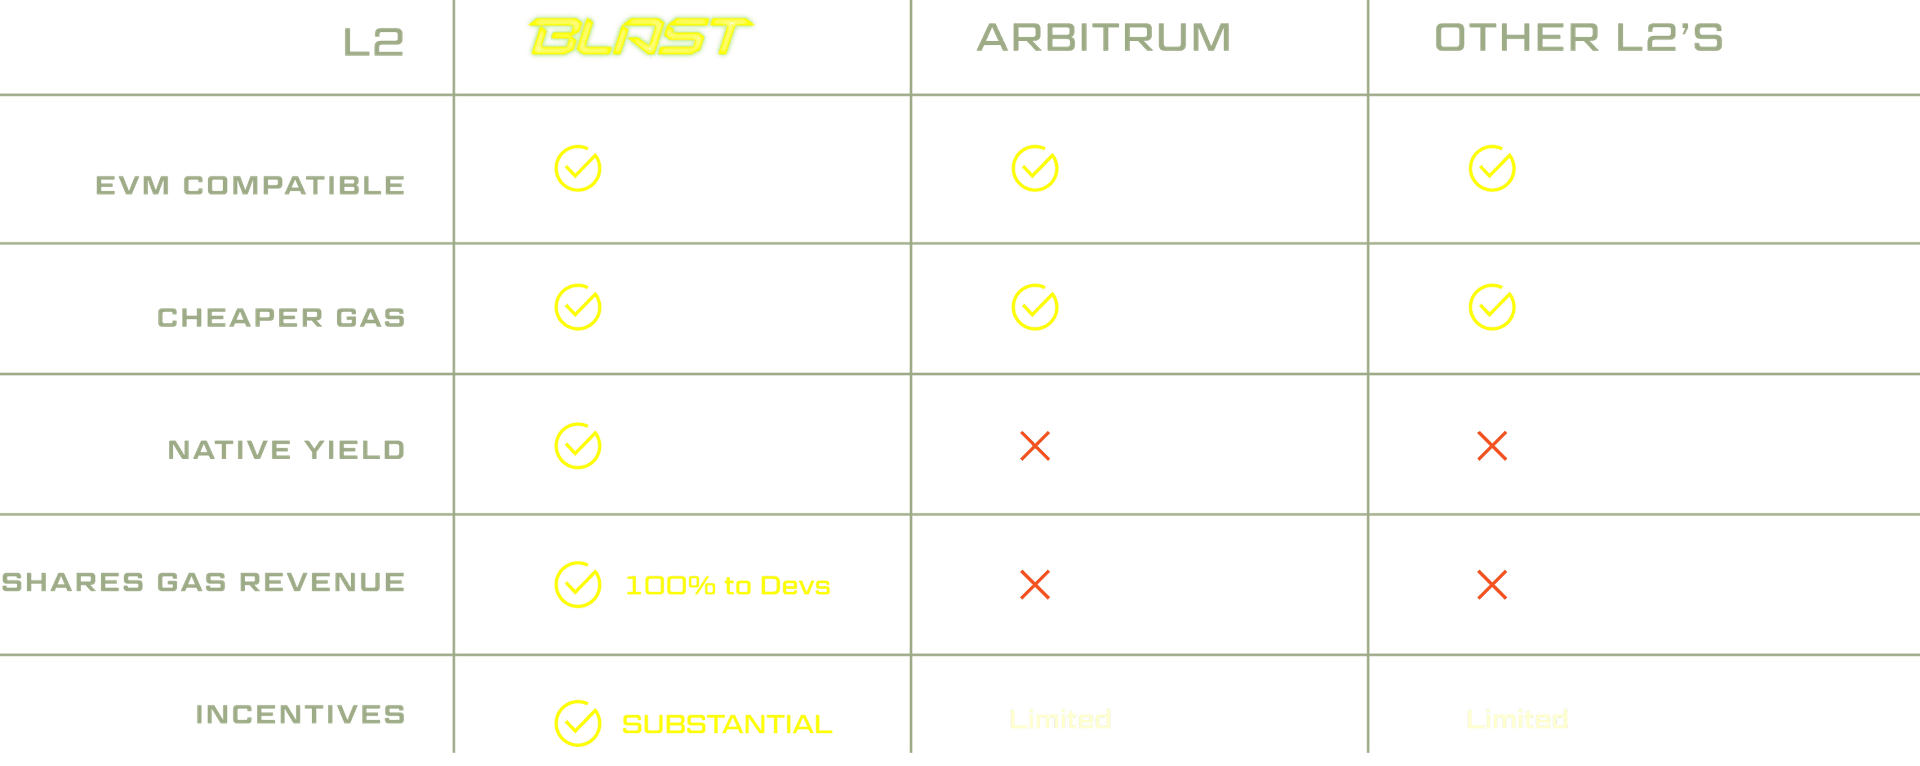 L2 BLAST ARBITRUM OTHER L2’S
EVM COMPATIBLE
CHEAPER GAS
NATIVE YIELD
SHARES GAS REVENUE 100% to Devs
INCENTIVES SUBSTANTIAL Limited Limited